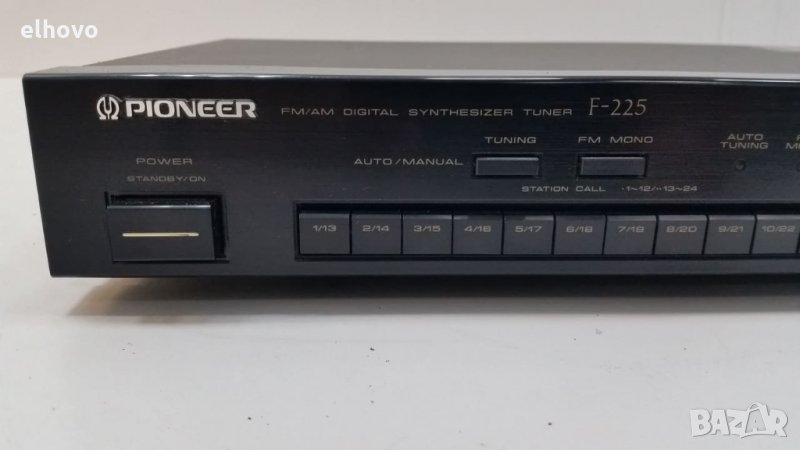 elhovo
PIONEER FM/AM DIGITAL SYNTHESIZER TUNER F-225
TUNING FM MONO AUTO TUNING
AUTO/MANUAL
POWER
STANDBY/ON
STATION CALL •1~12/••13~24
1/13 2/14 3/15 4/16 5/17 6/18 7/19 8/20 9/21 10/22
BAZAR